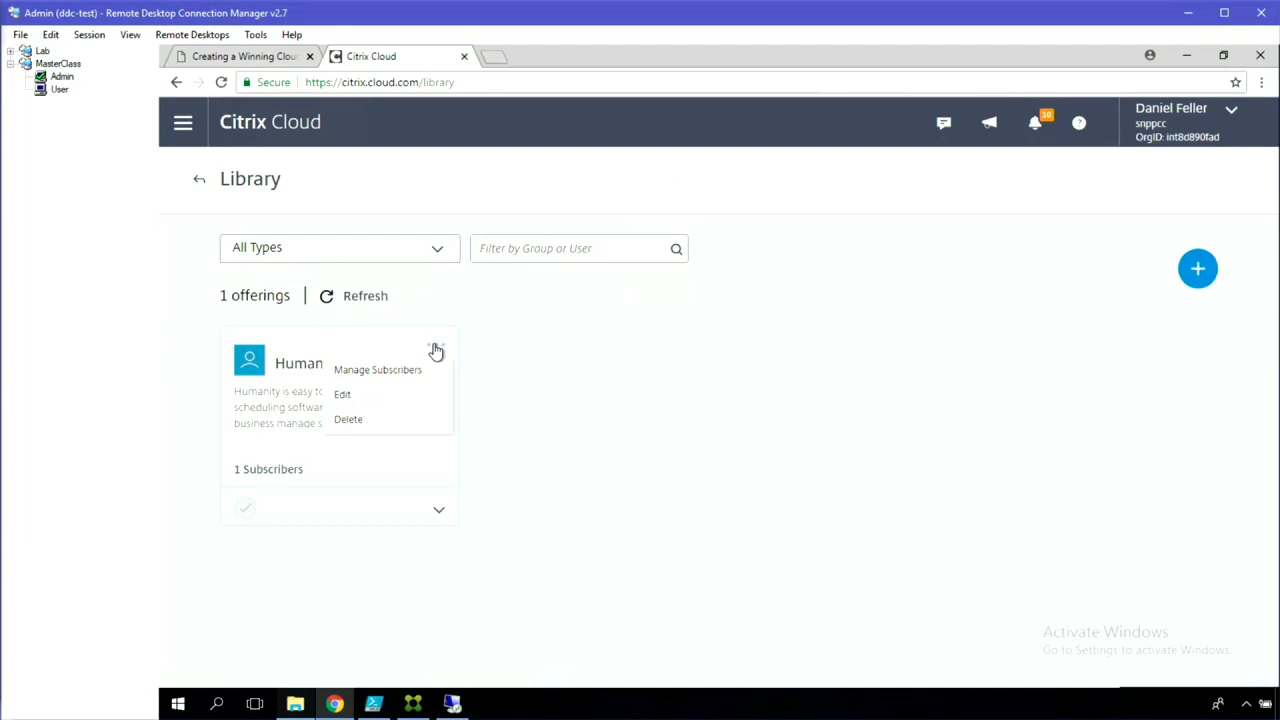 Admin (ddc-test) - Remote Desktop Connection Manager v2.7
File Edit Session View Remote Desktops Tools Help
Lab
MasterClass
Admin
User
Creating a Winning Clou
Citrix Cloud
Secure https://citrix.cloud.com/library
Citrix Cloud
10
Daniel Feller
snppcc
OrgID: int8d890fad
Library
All Types
Filter by Group or User
1 offerings
Refresh
Human
Humanity is easy to
scheduling software
business manage s
Manage Subscribers
Edit
Delete
1 Subscribers
Activate Windows
Go to Settings to activate Windows.